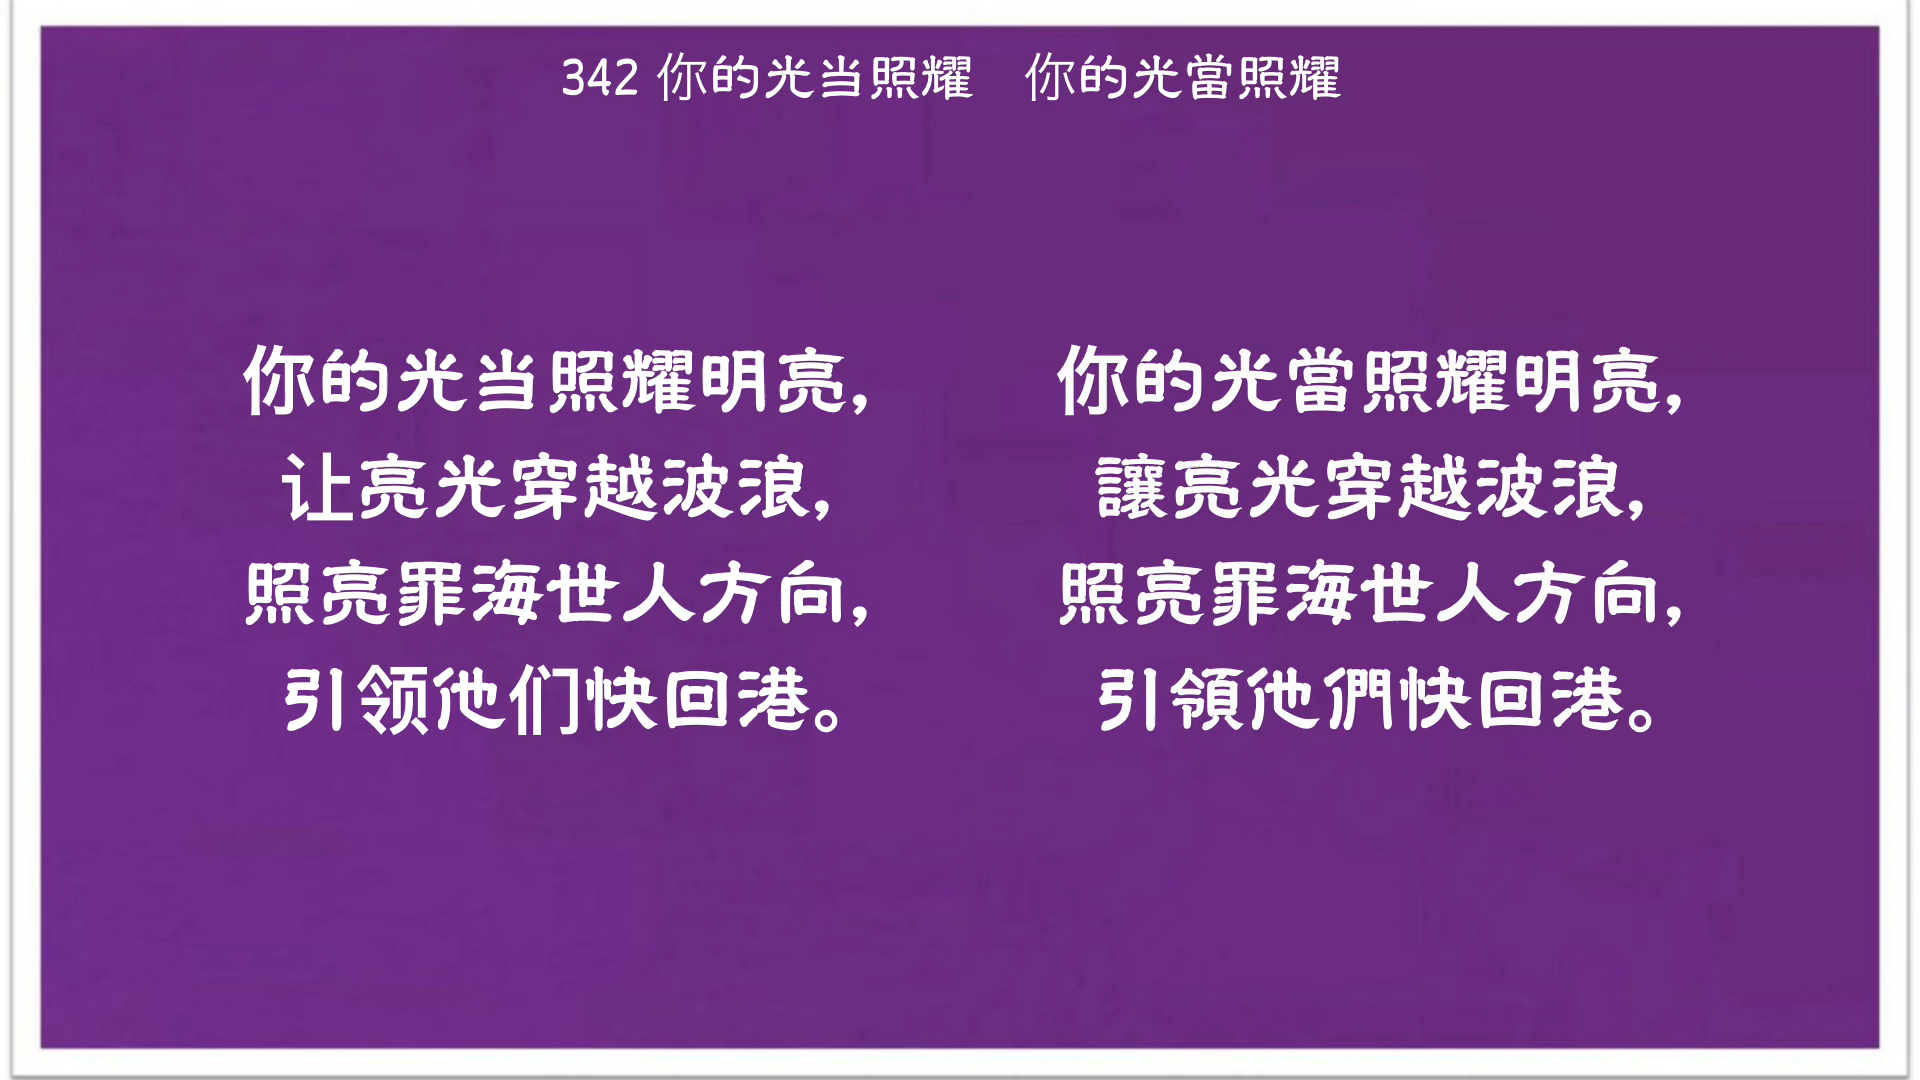 342 你的光当照耀　你的光當照耀
你的光当照耀明亮，
让亮光穿越波浪，
照亮罪海世人方向，
引领他们快回港。
你的光當照耀明亮，
讓亮光穿越波浪，
照亮罪海世人方向，
引領他們快回港。